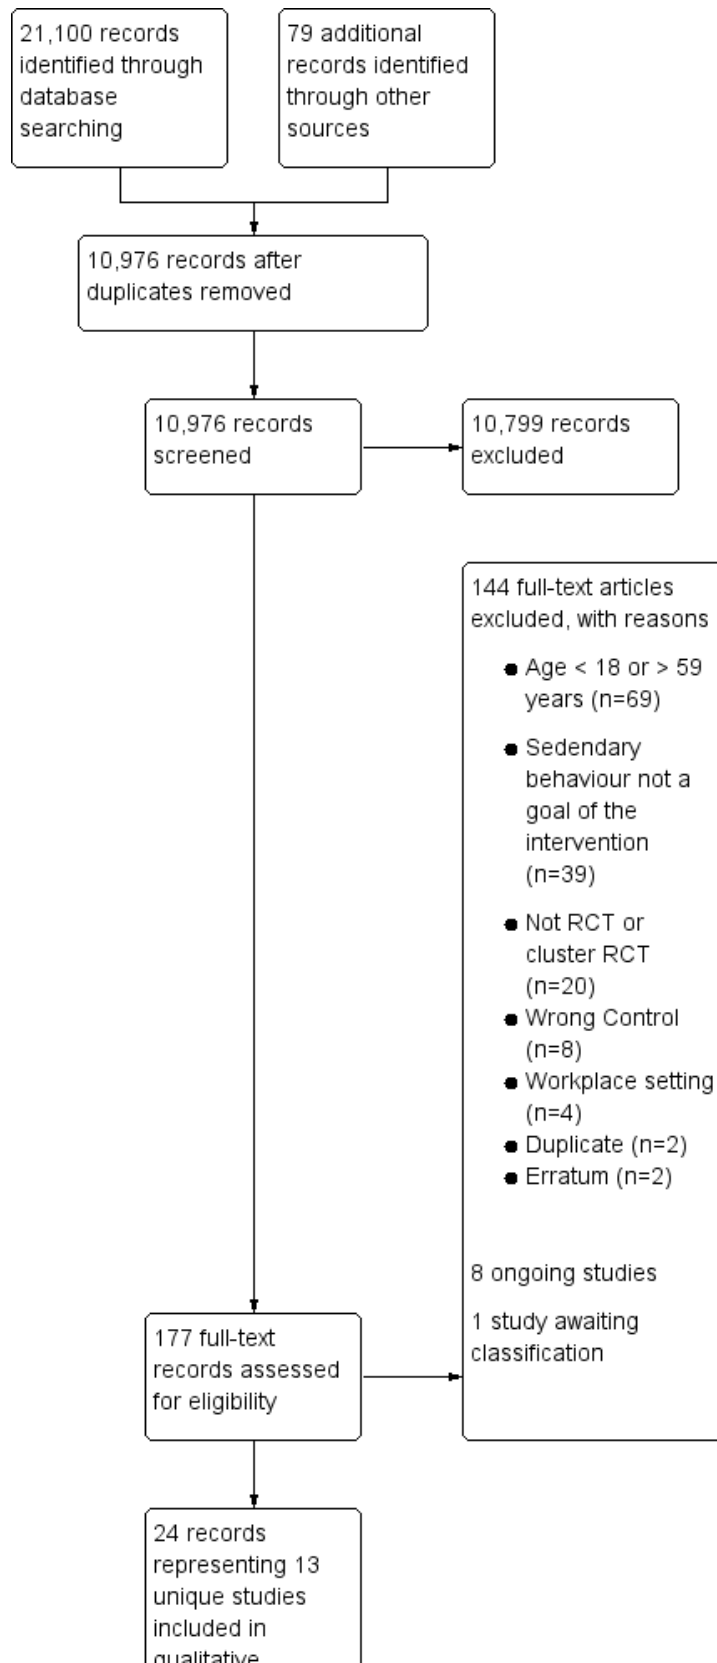 21,100 records
identified through
database
searching
79 additional
records identified
through other
sources
10,976 records after
duplicates removed
10,976 records
screened
10,799 records
excluded
144 full-text articles
excluded, with reasons
● Age < 18 or > 59
years (n=69)
● Sedendary
behaviour not a
goal of the
intervention
(n=39)
● Not RCT or
cluster RCT
(n=20)
● Wrong Control
(n=8)
● Workplace setting
(n=4)
● Duplicate (n=2)
● Erratum (n=2)
8 ongoing studies
1 study awaiting
classification
177 full-text
records assessed
for eligibility
24 records
representing 13
unique studies
included in
qualitative